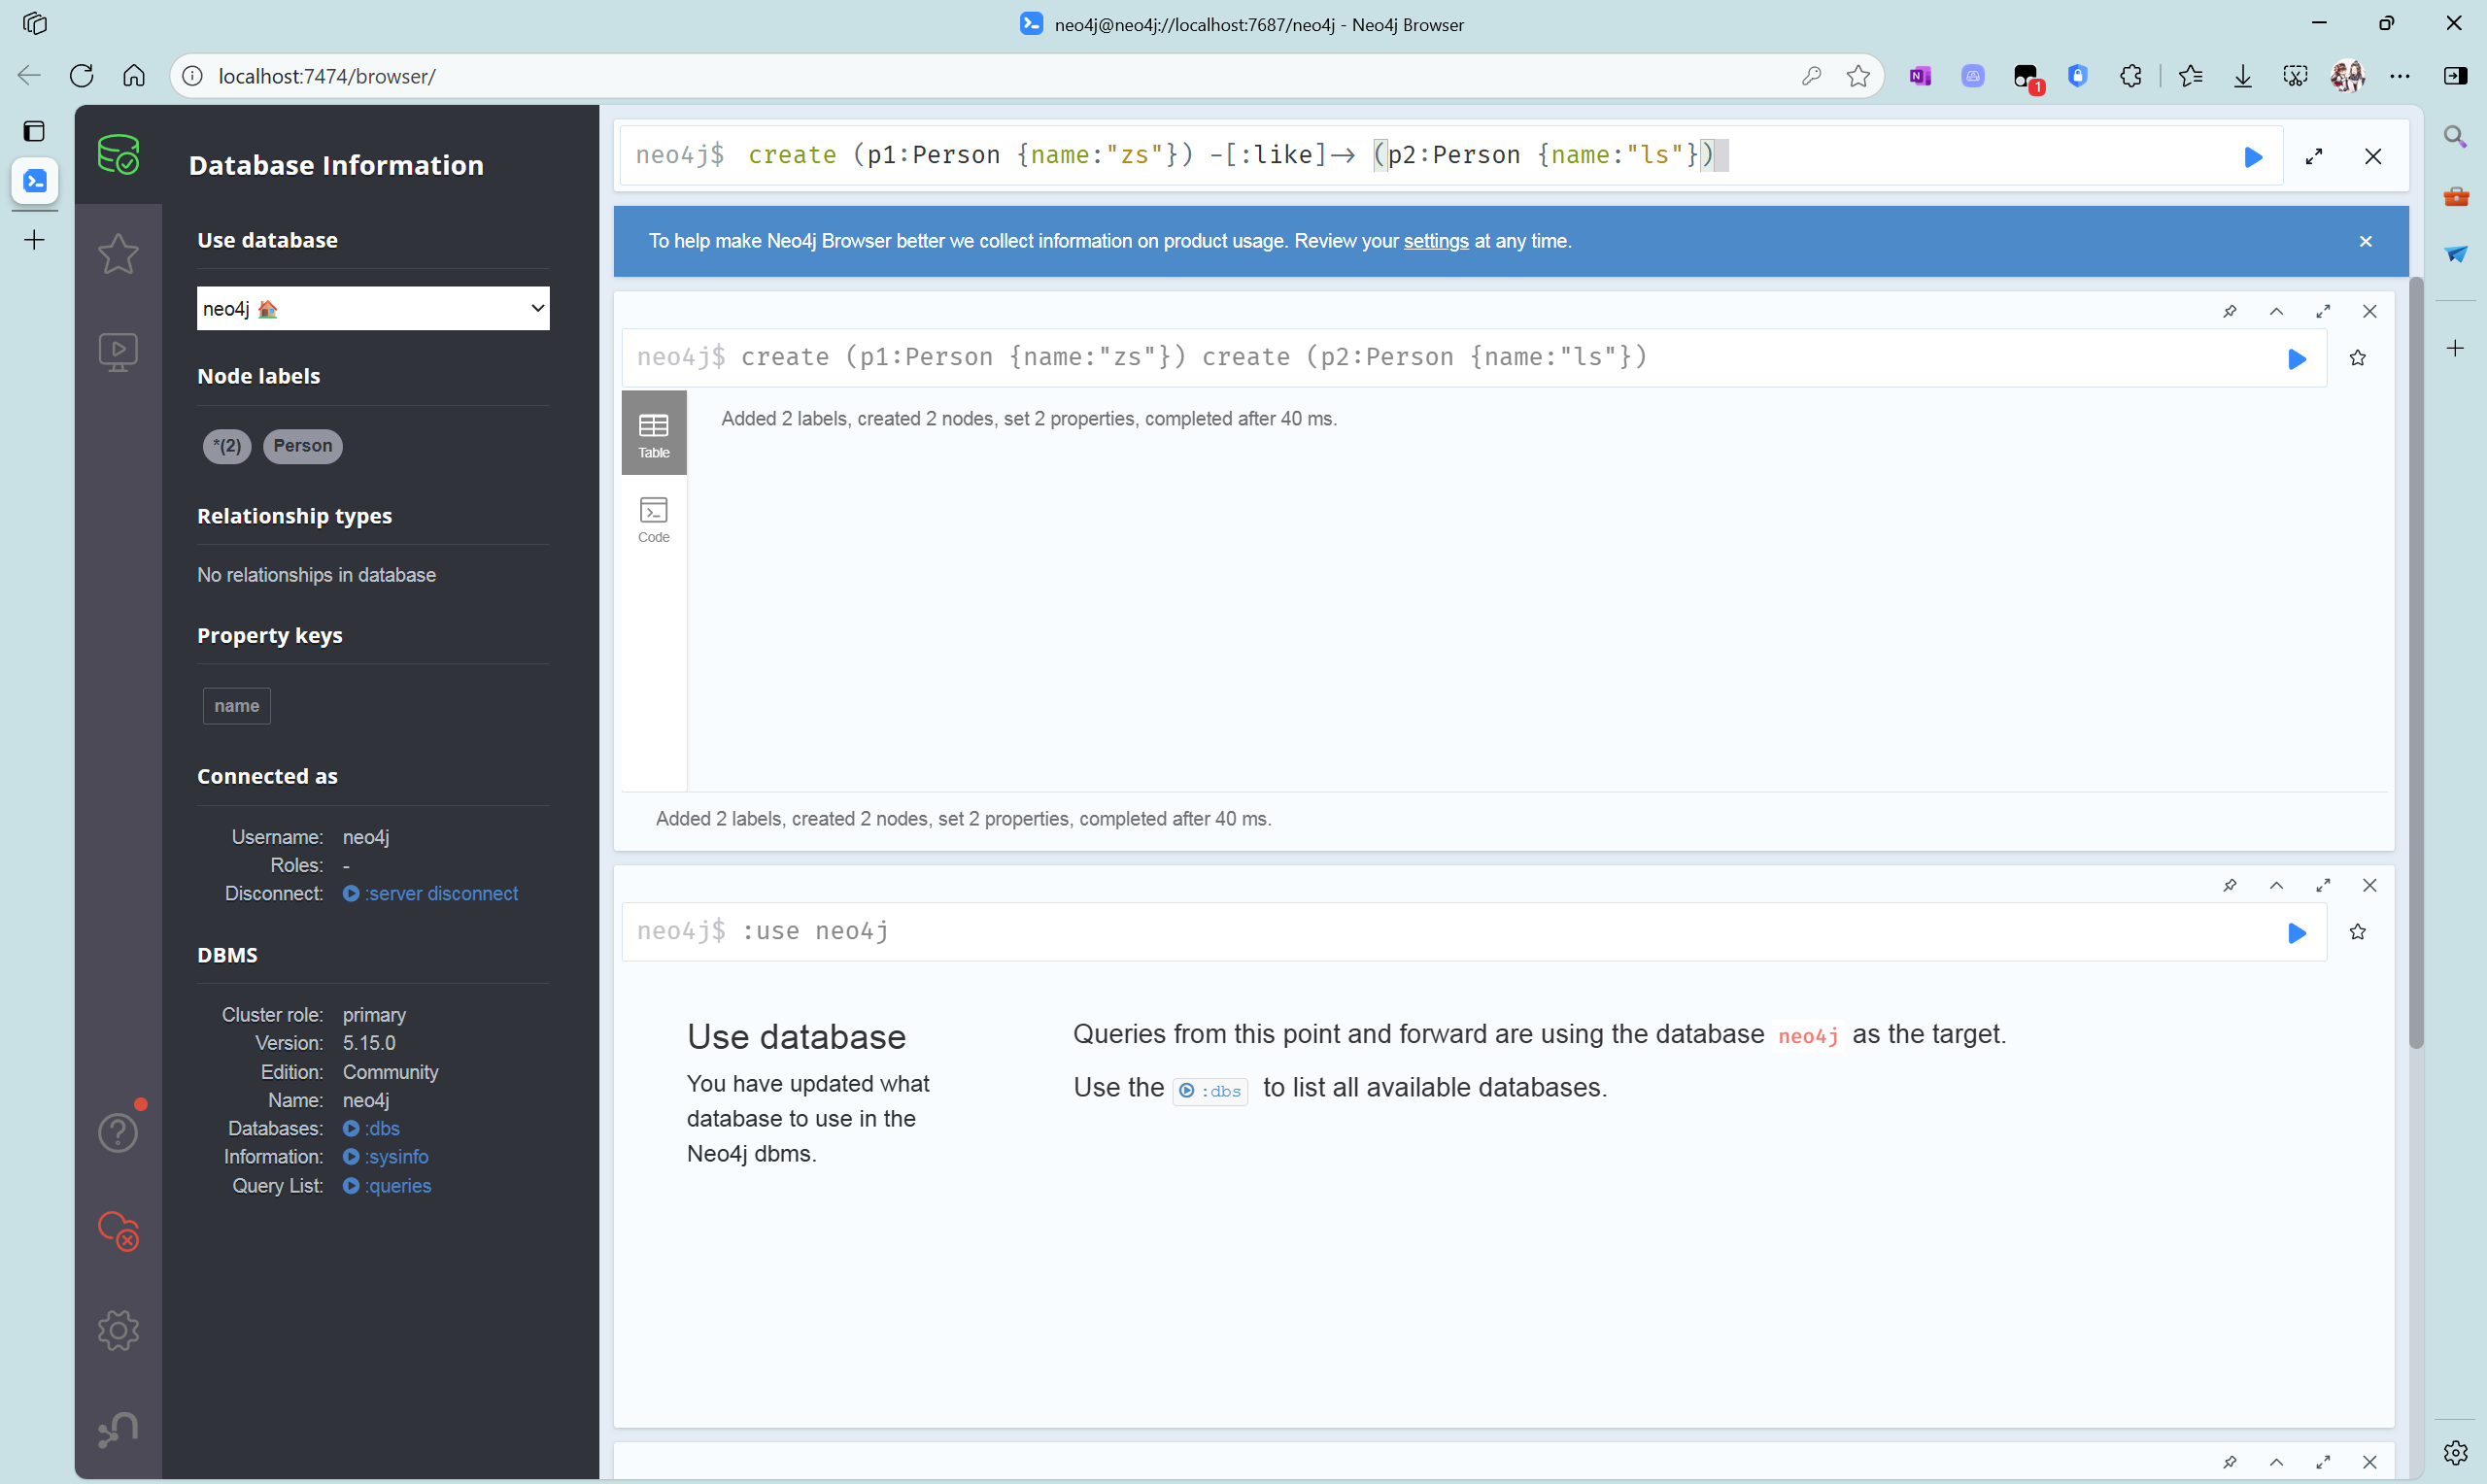 neo4j@neo4j://localhost:7687/neo4j - Neo4j Browser
localhost:7474/browser/
1
Database Information
Use database
neo4j
Node labels
*(2) Person
Relationship types
No relationships in database
Property keys
name
Connected as
Username: neo4j
Roles: -
Disconnect: :server disconnect
DBMS
Cluster role: primary
Version: 5.15.0
Edition: Community
Name: neo4j
Databases: :dbs
Information: :sysinfo
Query List: :queries
neo4j$ create (p1:Person {name:"zs"}) -[:like]-> (p2:Person {name:"ls"})
To help make Neo4j Browser better we collect information on product usage. Review your settings at any time.
neo4j$ create (p1:Person {name:"zs"}) create (p2:Person {name:"ls"})
Table
Code
Added 2 labels, created 2 nodes, set 2 properties, completed after 40 ms.
Added 2 labels, created 2 nodes, set 2 properties, completed after 40 ms.
neo4j$ :use neo4j
Use database
You have updated what
database to use in the
Neo4j dbms.
Queries from this point and forward are using the database neo4j as the target.
Use the :dbs to list all available databases.